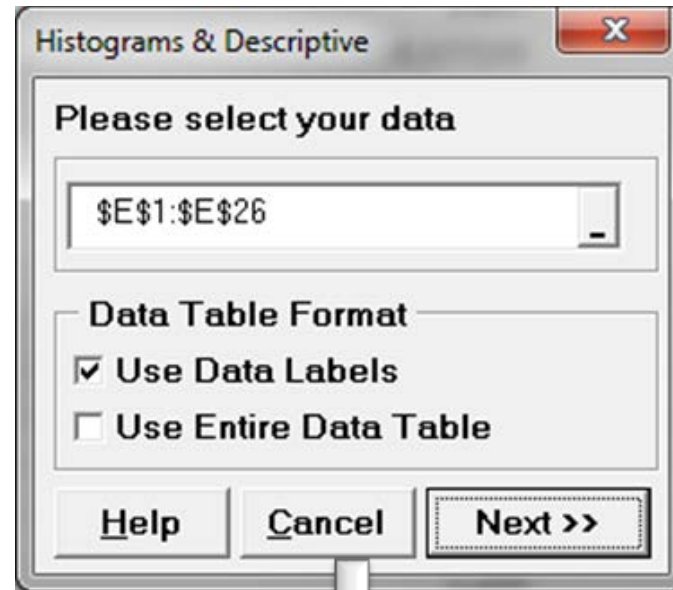 Histograms & Descriptive
Please select your data
$E$1:$E$26
Data Table Format
Use Data Labels
Use Entire Data Table
Help Cancel Next >>